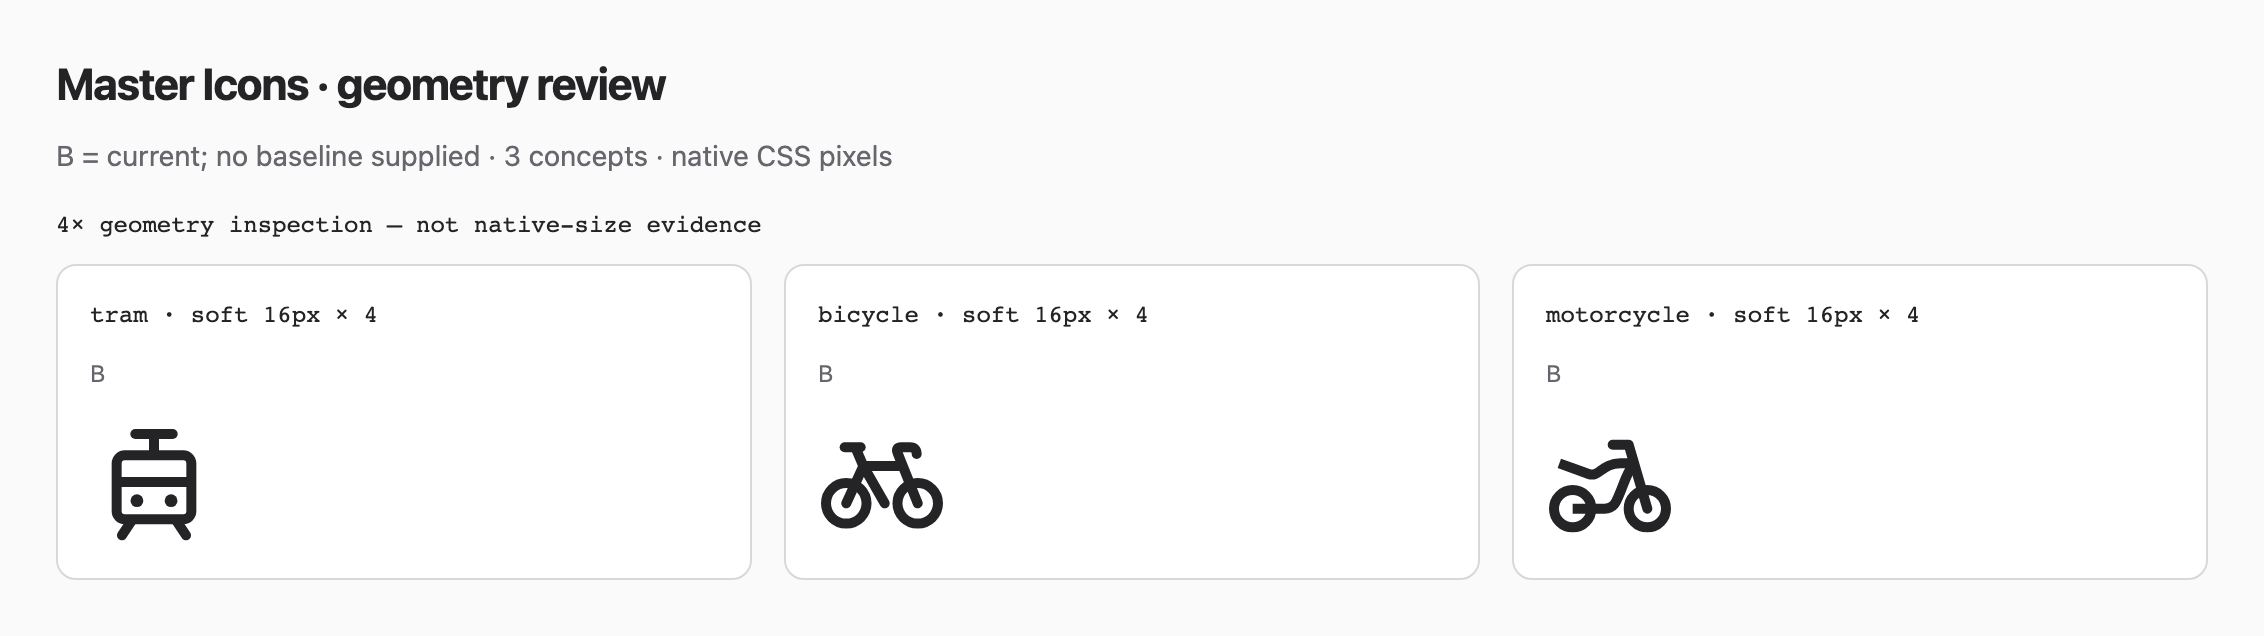 Master Icons · geometry review
B = current; no baseline supplied · 3 concepts · native CSS pixels
4× geometry inspection — not native-size evidence
tram · soft 16px × 4
B
bicycle · soft 16px × 4
B
motorcycle · soft 16px × 4
B